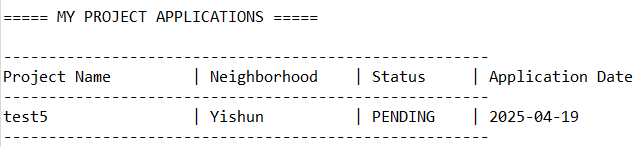 ===== MY PROJECT APPLICATIONS =====
------------------------------------------------------
Project Name         | Neighborhood    | Status     | Application Date
------------------------------------------------------
test5                | Yishun          | PENDING    | 2025-04-19
------------------------------------------------------